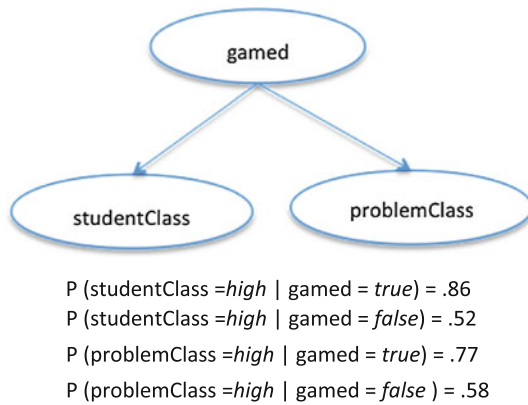 gamed
studentClass
problemClass
P (studentClass =high | gamed = true) = .86
P (studentClass =high | gamed = false) = .52
P (problemClass =high | gamed = true) = .77
P (problemClass =high | gamed = false ) = .58